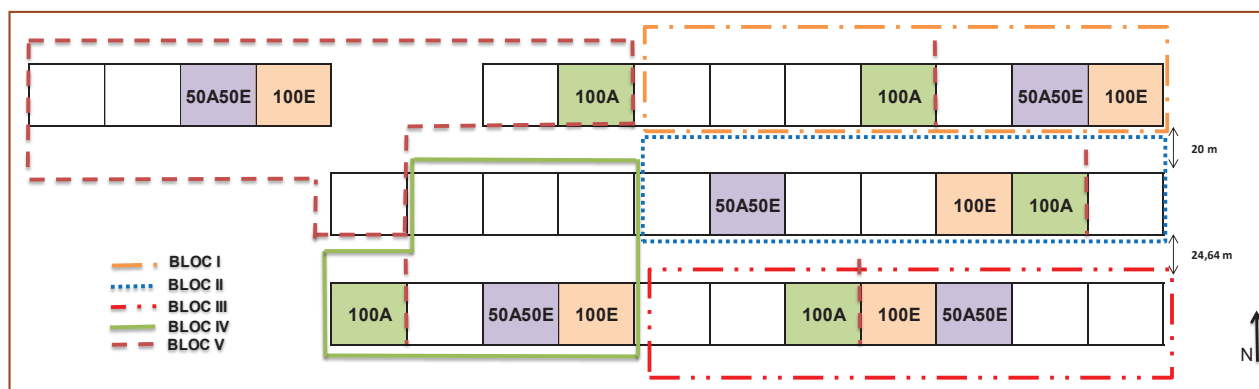 50A50E 100E 100A 100A 50A50E 100E
20 m
50A50E 100E 100A
24,64 m
BLOC I
BLOC II
BLOC III
BLOC IV
BLOC V
100A 50A50E 100E 100A 100E 50A50E
N